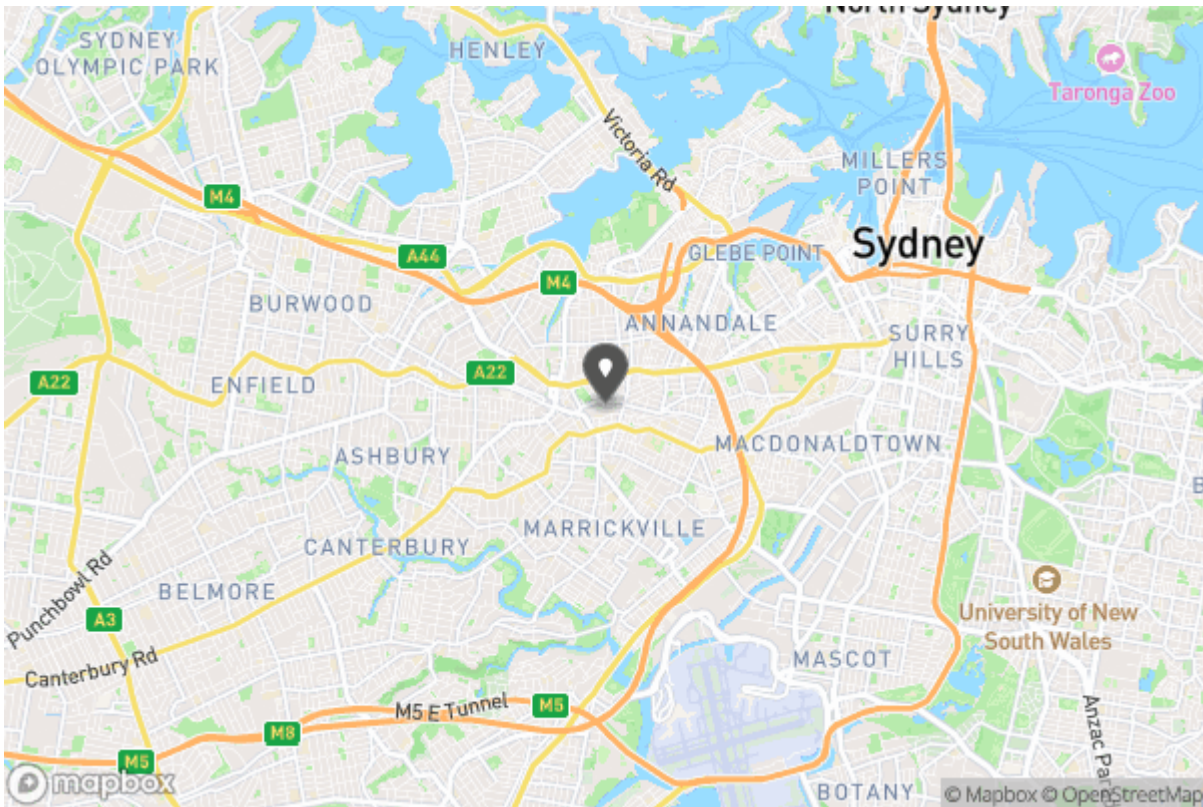 North Sydney
SYDNEY
OLYMPIC PARK
HENLEY
Taronga Zoo
Victoria Rd
MILLERS
POINT
M4
A44
GLEBE POINT
Sydney
M4
BURWOOD
ANNANDALE
SURRY
HILLS
A22
ENFIELD
A22
ASHBURY
MACDONALDTOWN
MARRICKVILLE
CANTERBURY
Punchbowl Rd
BELMORE
A3
University of New
South Wales
Canterbury Rd
MASCOT
M5 E Tunnel
M5
M8
M5
Anzac Par
mapbox
BOTANY
© Mapbox © OpenStreetMap